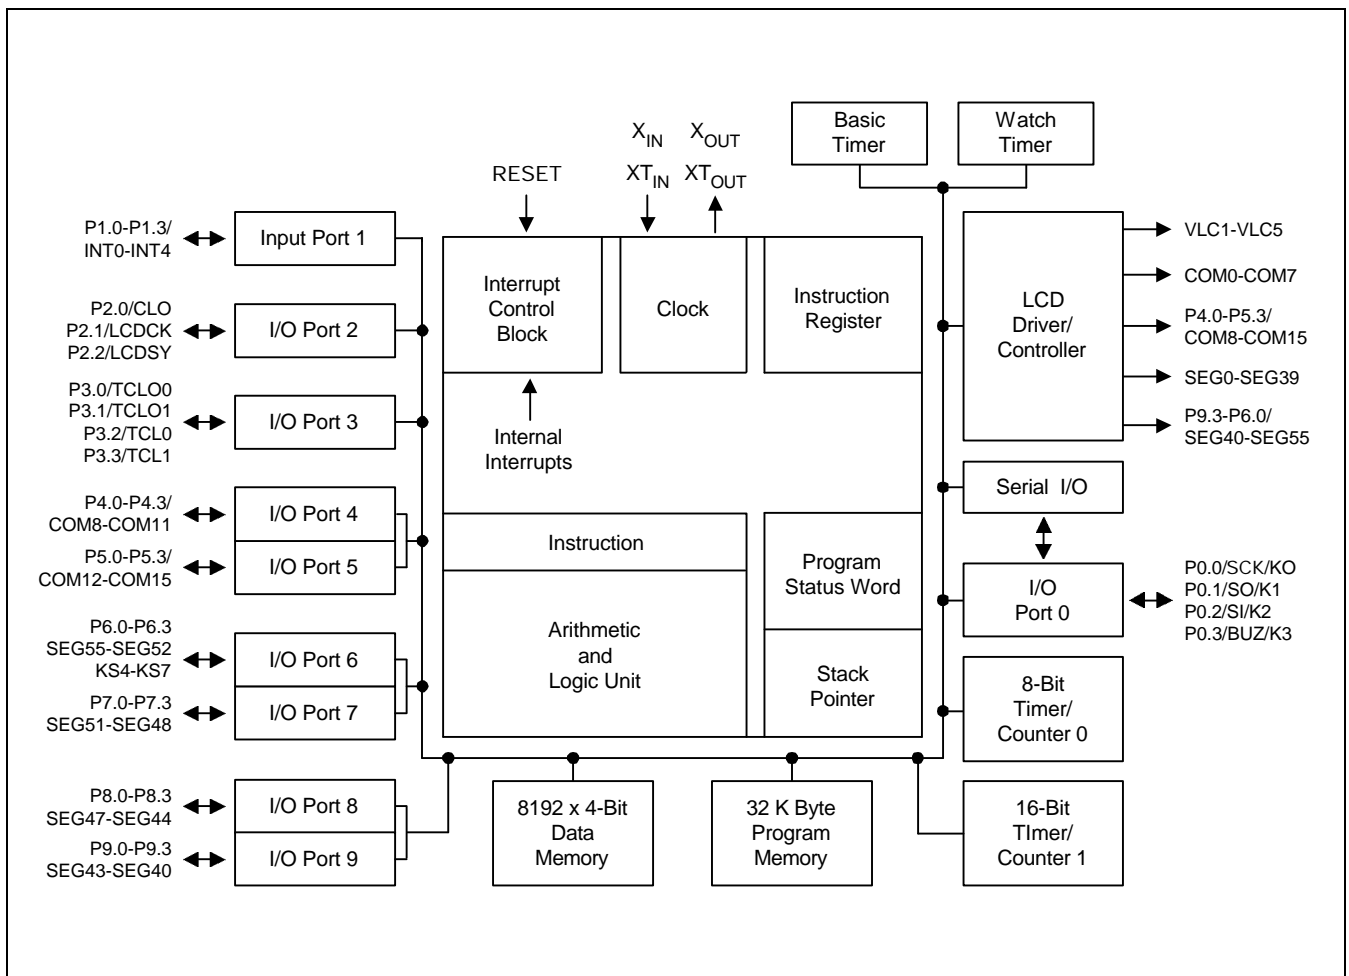 Basic
Timer
Watch
Timer
XIN XOUT
XTIN XTOUT
RESET
P1.0-P1.3/
INT0-INT4
Input Port 1
P2.0/CLO
P2.1/LCDCK
P2.2/LCDSY
I/O Port 2
P3.0/TCLO0
P3.1/TCLO1
P3.2/TCL0
P3.3/TCL1
I/O Port 3
P4.0-P4.3/
COM8-COM11
I/O Port 4
P5.0-P5.3/
COM12-COM15
I/O Port 5
P6.0-P6.3
SEG55-SEG52
KS4-KS7
I/O Port 6
P7.0-P7.3
SEG51-SEG48
I/O Port 7
P8.0-P8.3
SEG47-SEG44
I/O Port 8
P9.0-P9.3
SEG43-SEG40
I/O Port 9
Interrupt
Control
Block
Clock
Instruction
Register
Internal
Interrupts
Instruction
Arithmetic
and
Logic Unit
Program
Status Word
Stack
Pointer
8192 x 4-Bit
Data
Memory
32 K Byte
Program
Memory
LCD
Driver/
Controller
VLC1-VLC5
COM0-COM7
P4.0-P5.3/
COM8-COM15
SEG0-SEG39
P9.3-P6.0/
SEG40-SEG55
Serial I/O
I/O
Port 0
P0.0/SCK/KO
P0.1/SO/K1
P0.2/SI/K2
P0.3/BUZ/K3
8-Bit
Timer/
Counter 0
16-Bit
TImer/
Counter 1